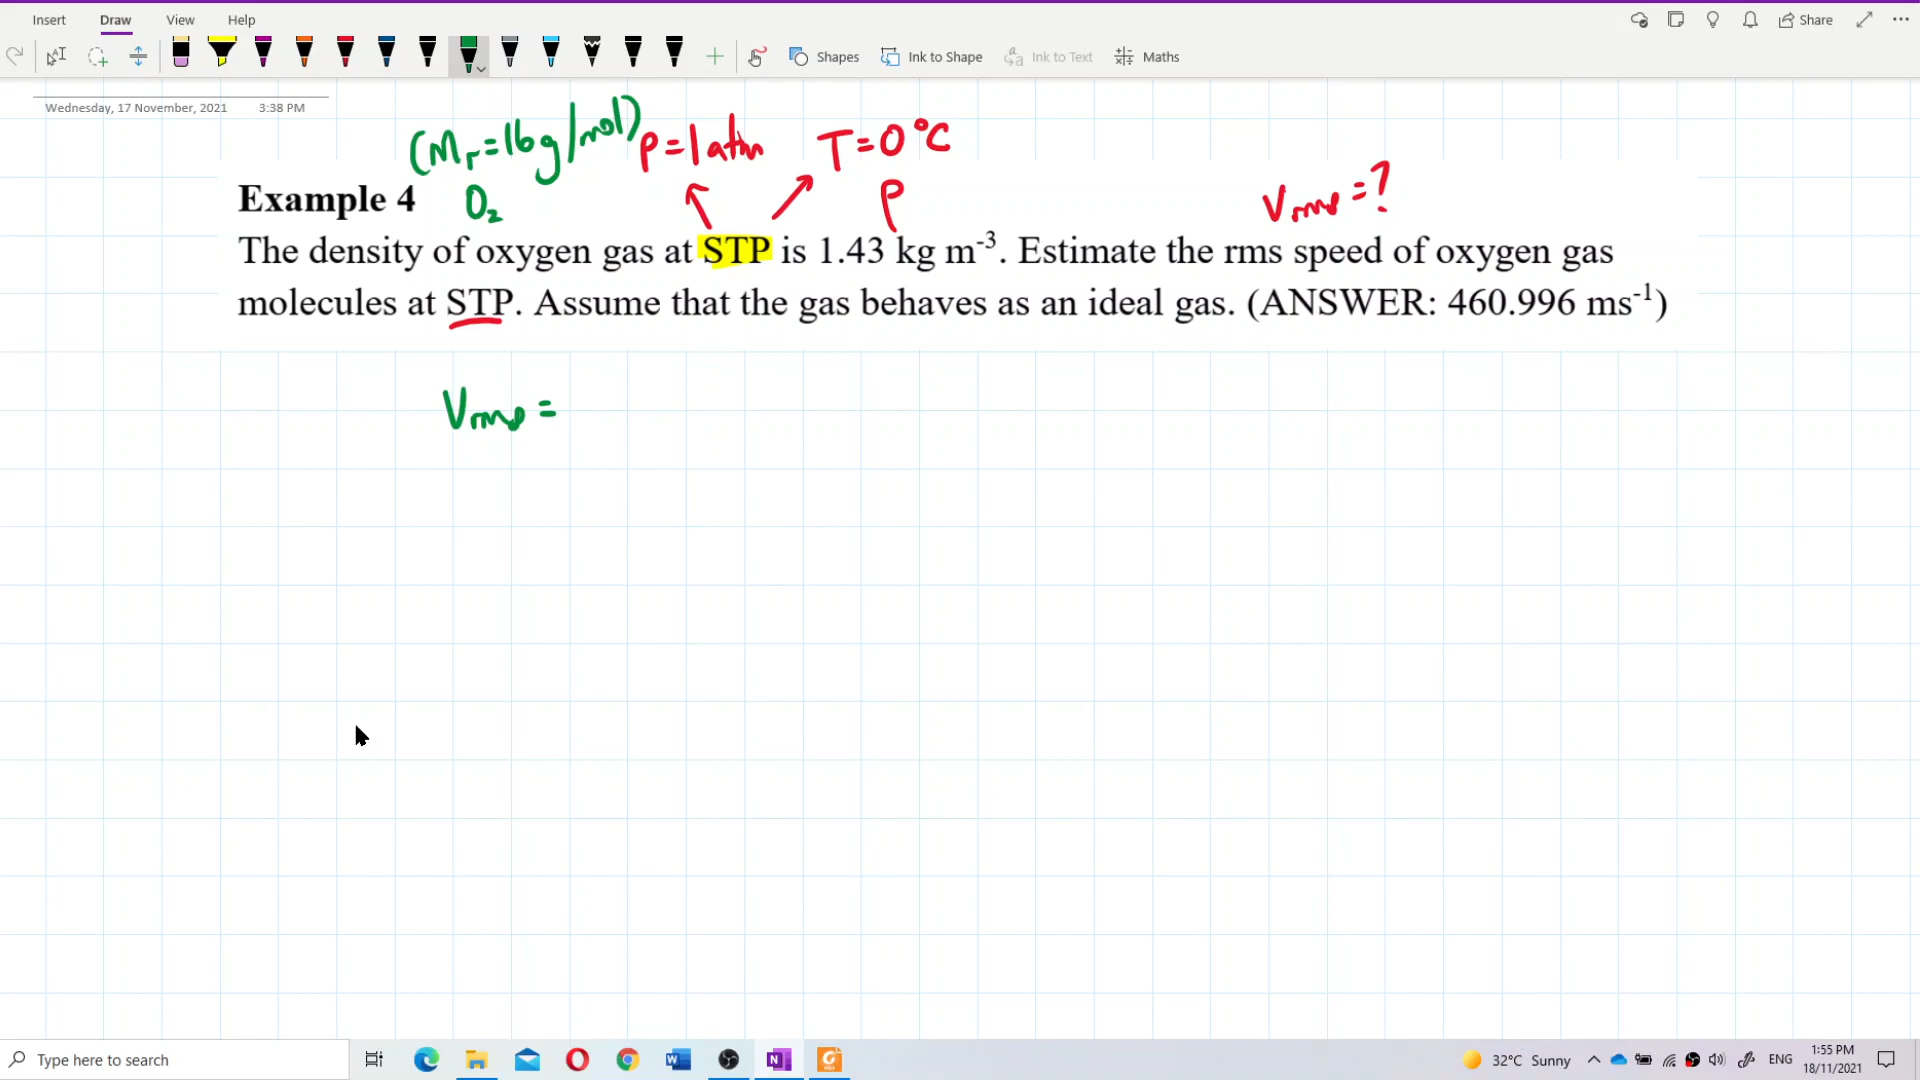 Insert Draw View Help Share
Shapes Ink to Shape Ink to Text Maths
Wednesday, 17 November, 2021 3:38 PM
(Mr=16g/mol) P=1atm T=0°C
Example 4 O₂ ρ Vrms=?
The density of oxygen gas at STP is 1.43 kg m⁻³. Estimate the rms speed of oxygen gas
molecules at STP. Assume that the gas behaves as an ideal gas. (ANSWER: 460.996 ms⁻¹)
Vrms=
Type here to search 32°C Sunny ENG 1:55 PM
18/11/2021